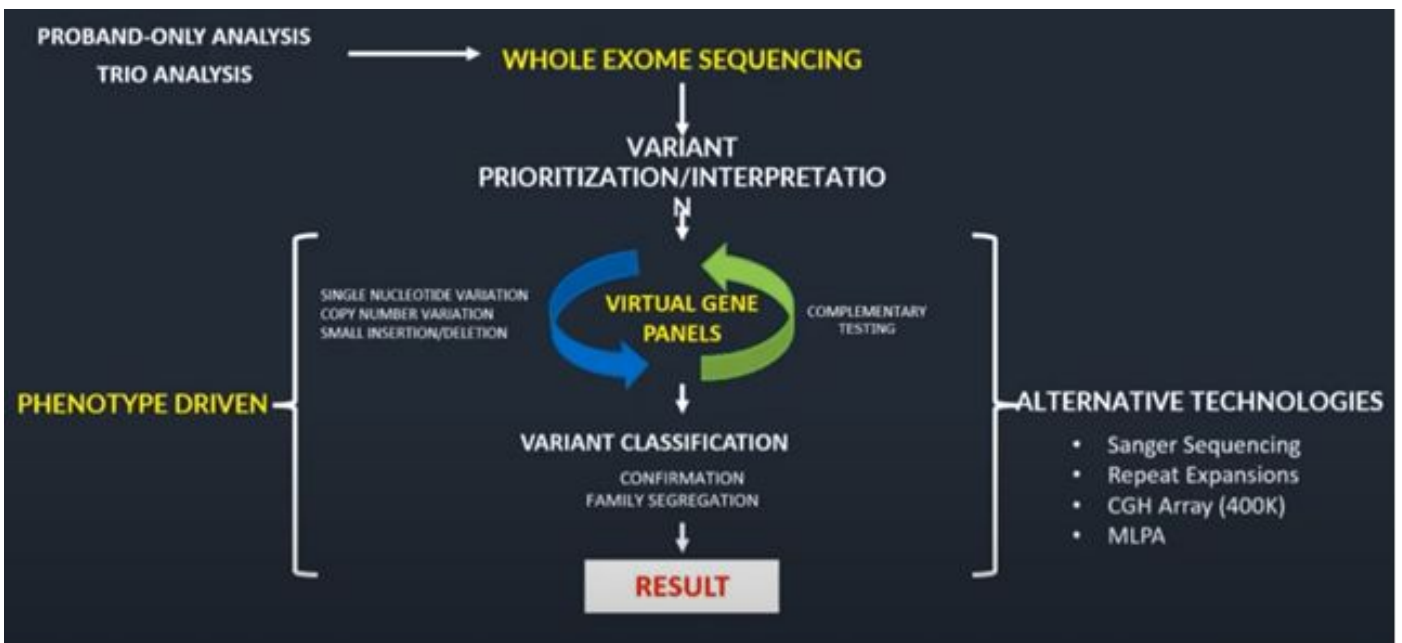 PROBAND-ONLY ANALYSIS
TRIO ANALYSIS
WHOLE EXOME SEQUENCING
VARIANT
PRIORITIZATION/INTERPRETATIO
N
SINGLE NUCLEOTIDE VARIATION
COPY NUMBER VARIATION
SMALL INSERTION/DELETION
VIRTUAL GENE
PANELS
COMPLEMENTARY
TESTING
PHENOTYPE DRIVEN
VARIANT CLASSIFICATION
CONFIRMATION
FAMILY SEGREGATION
RESULT
ALTERNATIVE TECHNOLOGIES
• Sanger Sequencing
• Repeat Expansions
• CGH Array (400K)
• MLPA